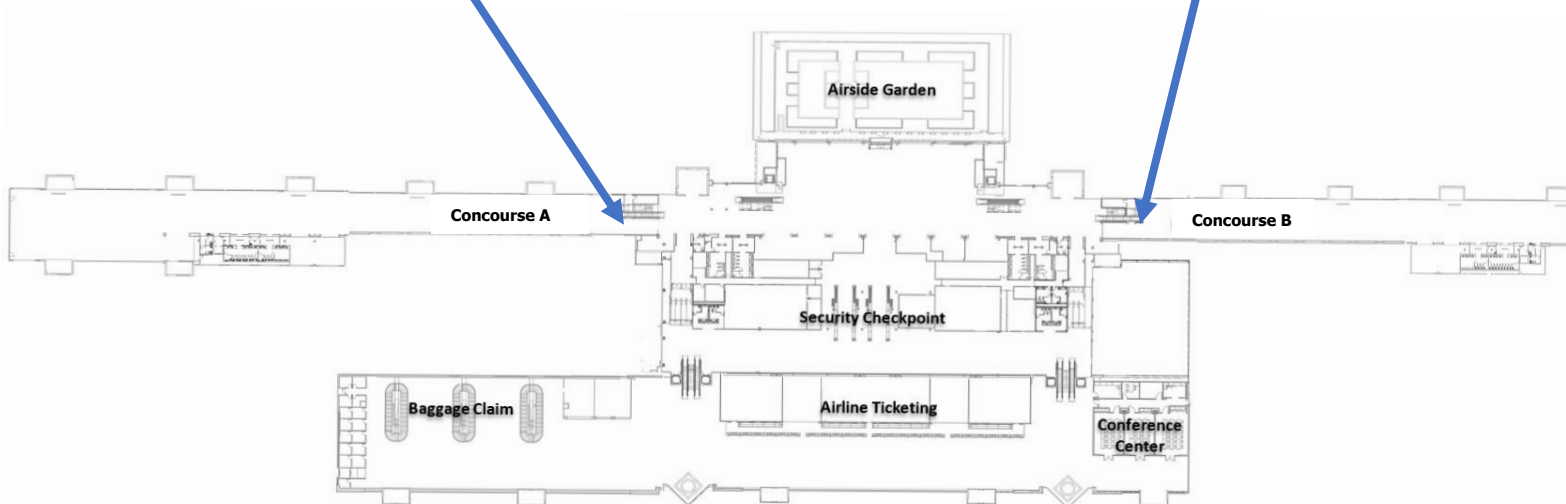 Airside Garden
Concourse A
Concourse B
Security Checkpoint
Baggage Claim
Airline Ticketing
Conference
Center